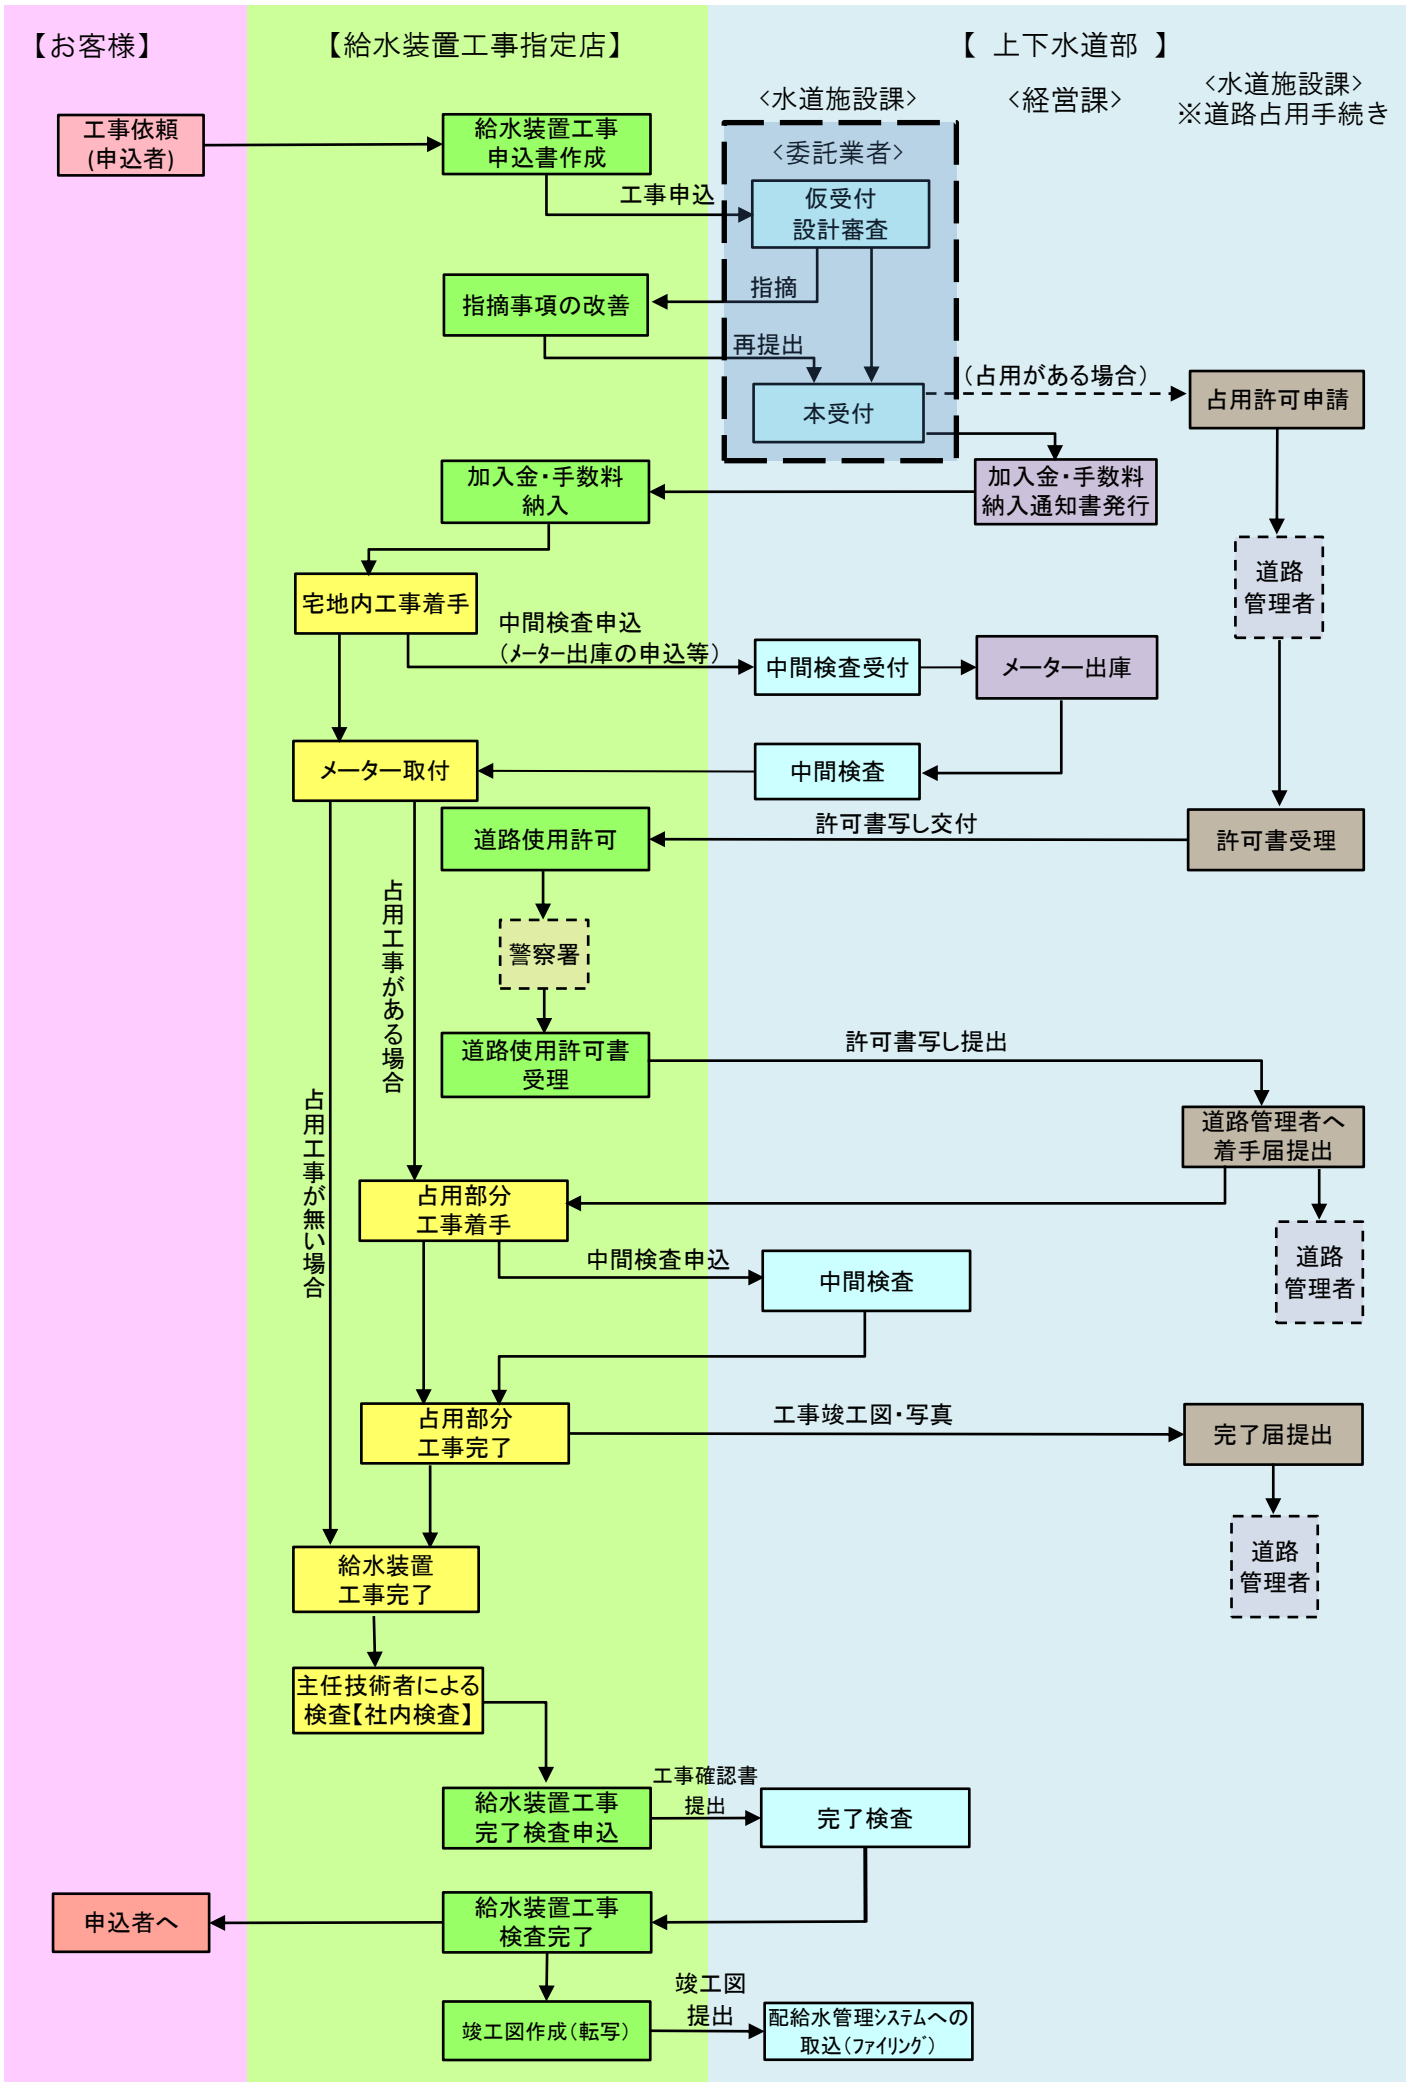 【お客様】
【給水装置工事指定店】
【 上下水道部 】
<水道施設課>
<経営課>
<水道施設課>
※道路占用手続き
工事依頼
(申込者)
給水装置工事
申込書作成
<委託業者>
工事申込
仮受付
設計審査
指摘
指摘事項の改善
再提出
(占用がある場合)
本受付
占用許可申請
加入金・手数料
納入
加入金・手数料
納入通知書発行
道路
管理者
宅地内工事着手
中間検査申込
(メーター出庫の申込等)
中間検査受付
メーター出庫
メーター取付
中間検査
許可書写し交付
道路使用許可
許可書受理
占用工事がある場合
警察署
道路使用許可書
受理
許可書写し提出
占用工事が無い場合
道路管理者へ
着手届提出
占用部分
工事着手
中間検査申込
中間検査
道路
管理者
占用部分
工事完了
工事竣工図・写真
完了届提出
道路
管理者
給水装置
工事完了
主任技術者による
検査【社内検査】
給水装置工事
完了検査申込
工事確認書
提出
完了検査
申込者へ
給水装置工事
検査完了
竣工図
提出
竣工図作成(転写)
配給水管理システムへの
取込(ファイリング)